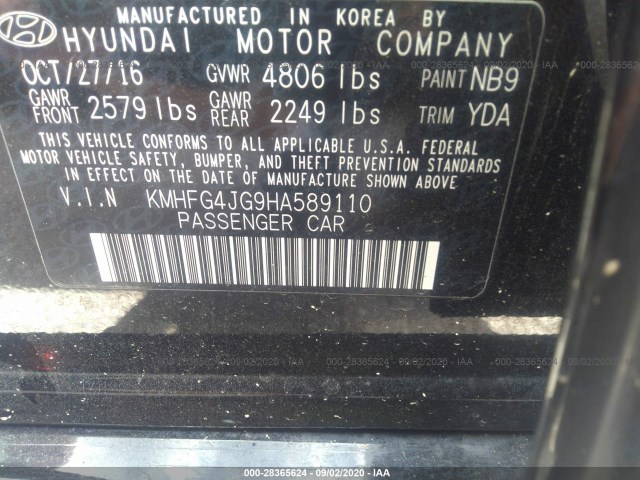 MANUFACTURED IN KOREA BY
HYUNDAI MOTOR COMPANY
OCT/27/16 GVWR 4806 lbs PAINT NB9
GAWR FRONT 2579 lbs GAWR REAR 2249 lbs TRIM YDA
THIS VEHICLE CONFORMS TO ALL APPLICABLE U.S.A. FEDERAL
MOTOR VEHICLE SAFETY, BUMPER, AND THEFT PREVENTION STANDARDS
IN EFFECT ON THE DATE OF MANUFACTURE SHOWN ABOVE
V.I.N KMHFG4JG9HA589110
PASSENGER CAR
000-28365624 - 09/02/2020 - IAA